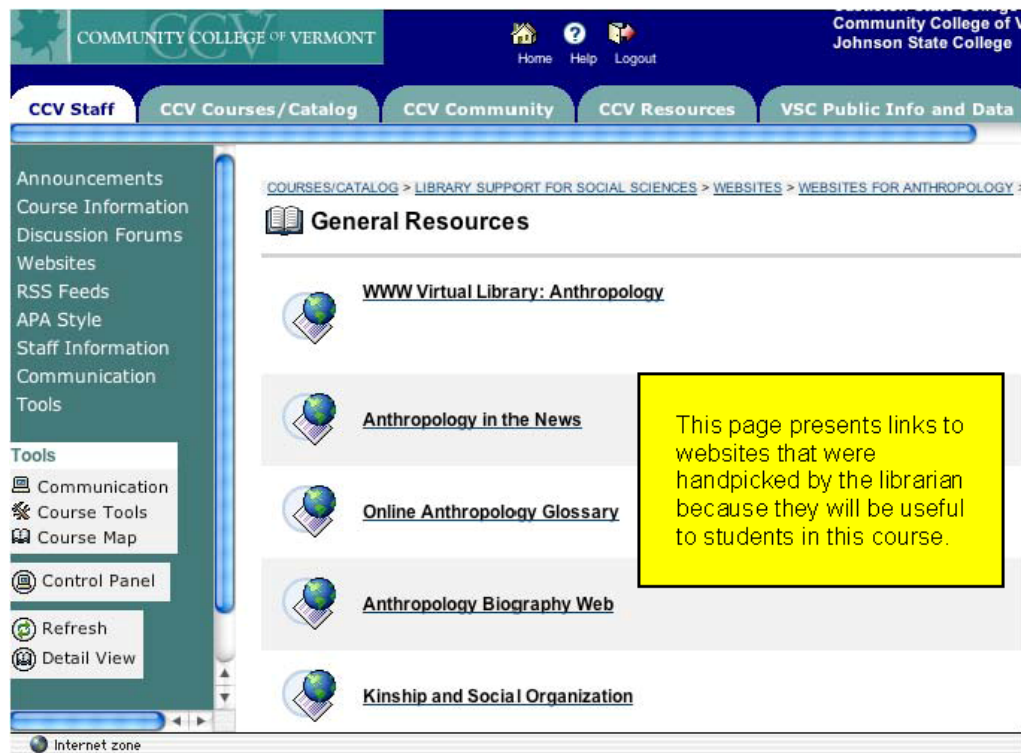 COMMUNITY COLLEGE OF VERMONT
CCV
Home Help Logout
Community College of V
Johnson State College
CCV Staff CCV Courses/Catalog CCV Community CCV Resources VSC Public Info and Data
Announcements
Course Information
Discussion Forums
Websites
RSS Feeds
APA Style
Staff Information
Communication
Tools
Tools
Communication
Course Tools
Course Map
Control Panel
Refresh
Detail View
COURSES/CATALOG > LIBRARY SUPPORT FOR SOCIAL SCIENCES > WEBSITES > WEBSITES FOR ANTHROPOLOGY >
General Resources
WWW Virtual Library: Anthropology
Anthropology in the News
Online Anthropology Glossary
Anthropology Biography Web
Kinship and Social Organization
This page presents links to
websites that were
handpicked by the librarian
because they will be useful
to students in this course.
Internet zone